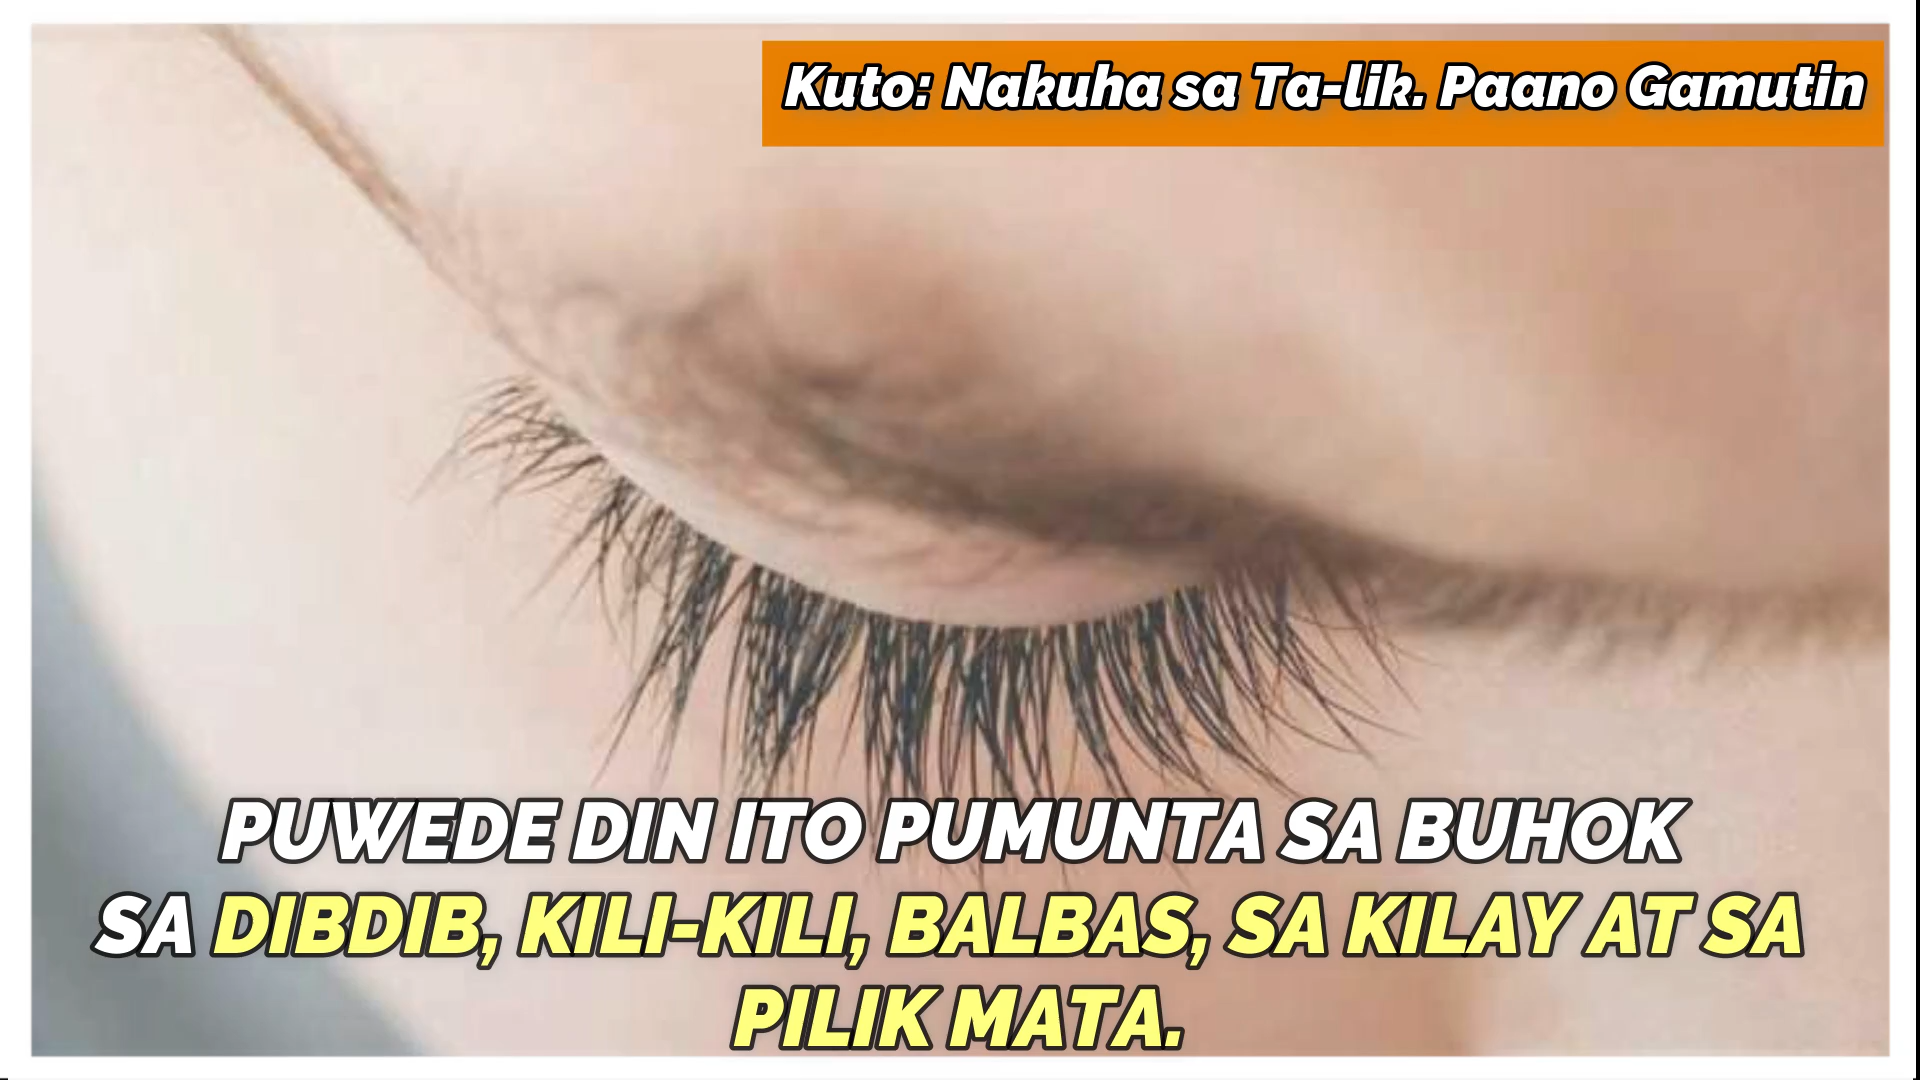 Kuto: Nakuha sa Ta-lik. Paano Gamutin
PUWEDE DIN ITO PUMUNTA SA BUHOK
SA DIBDIB, KILI-KILI, BALBAS, SA KILAY AT SA
PILIK MATA.